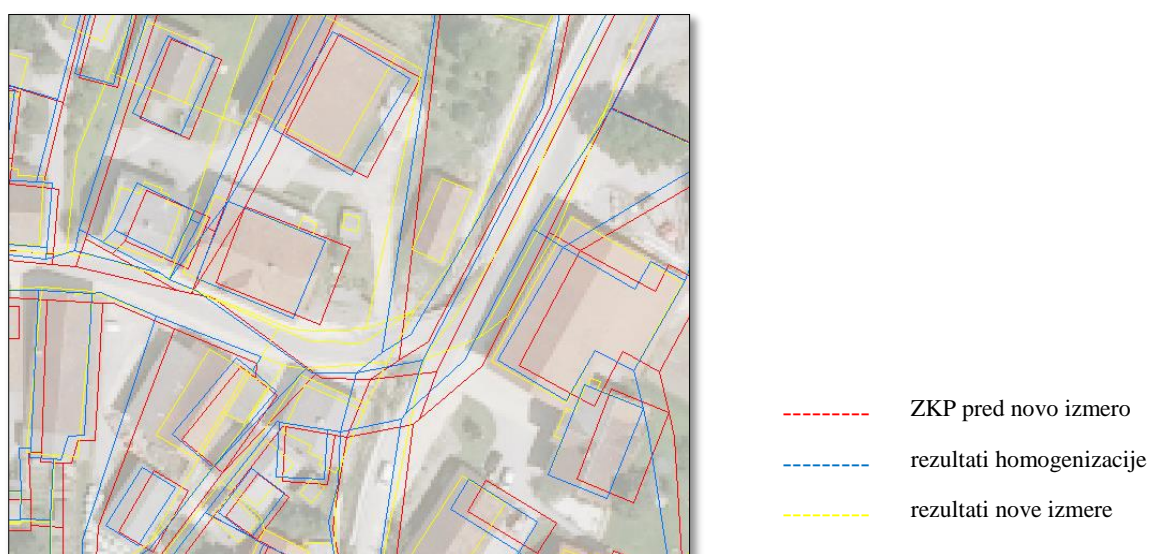 ZKP pred novo izmero
rezultati homogenizacije
rezultati nove izmere